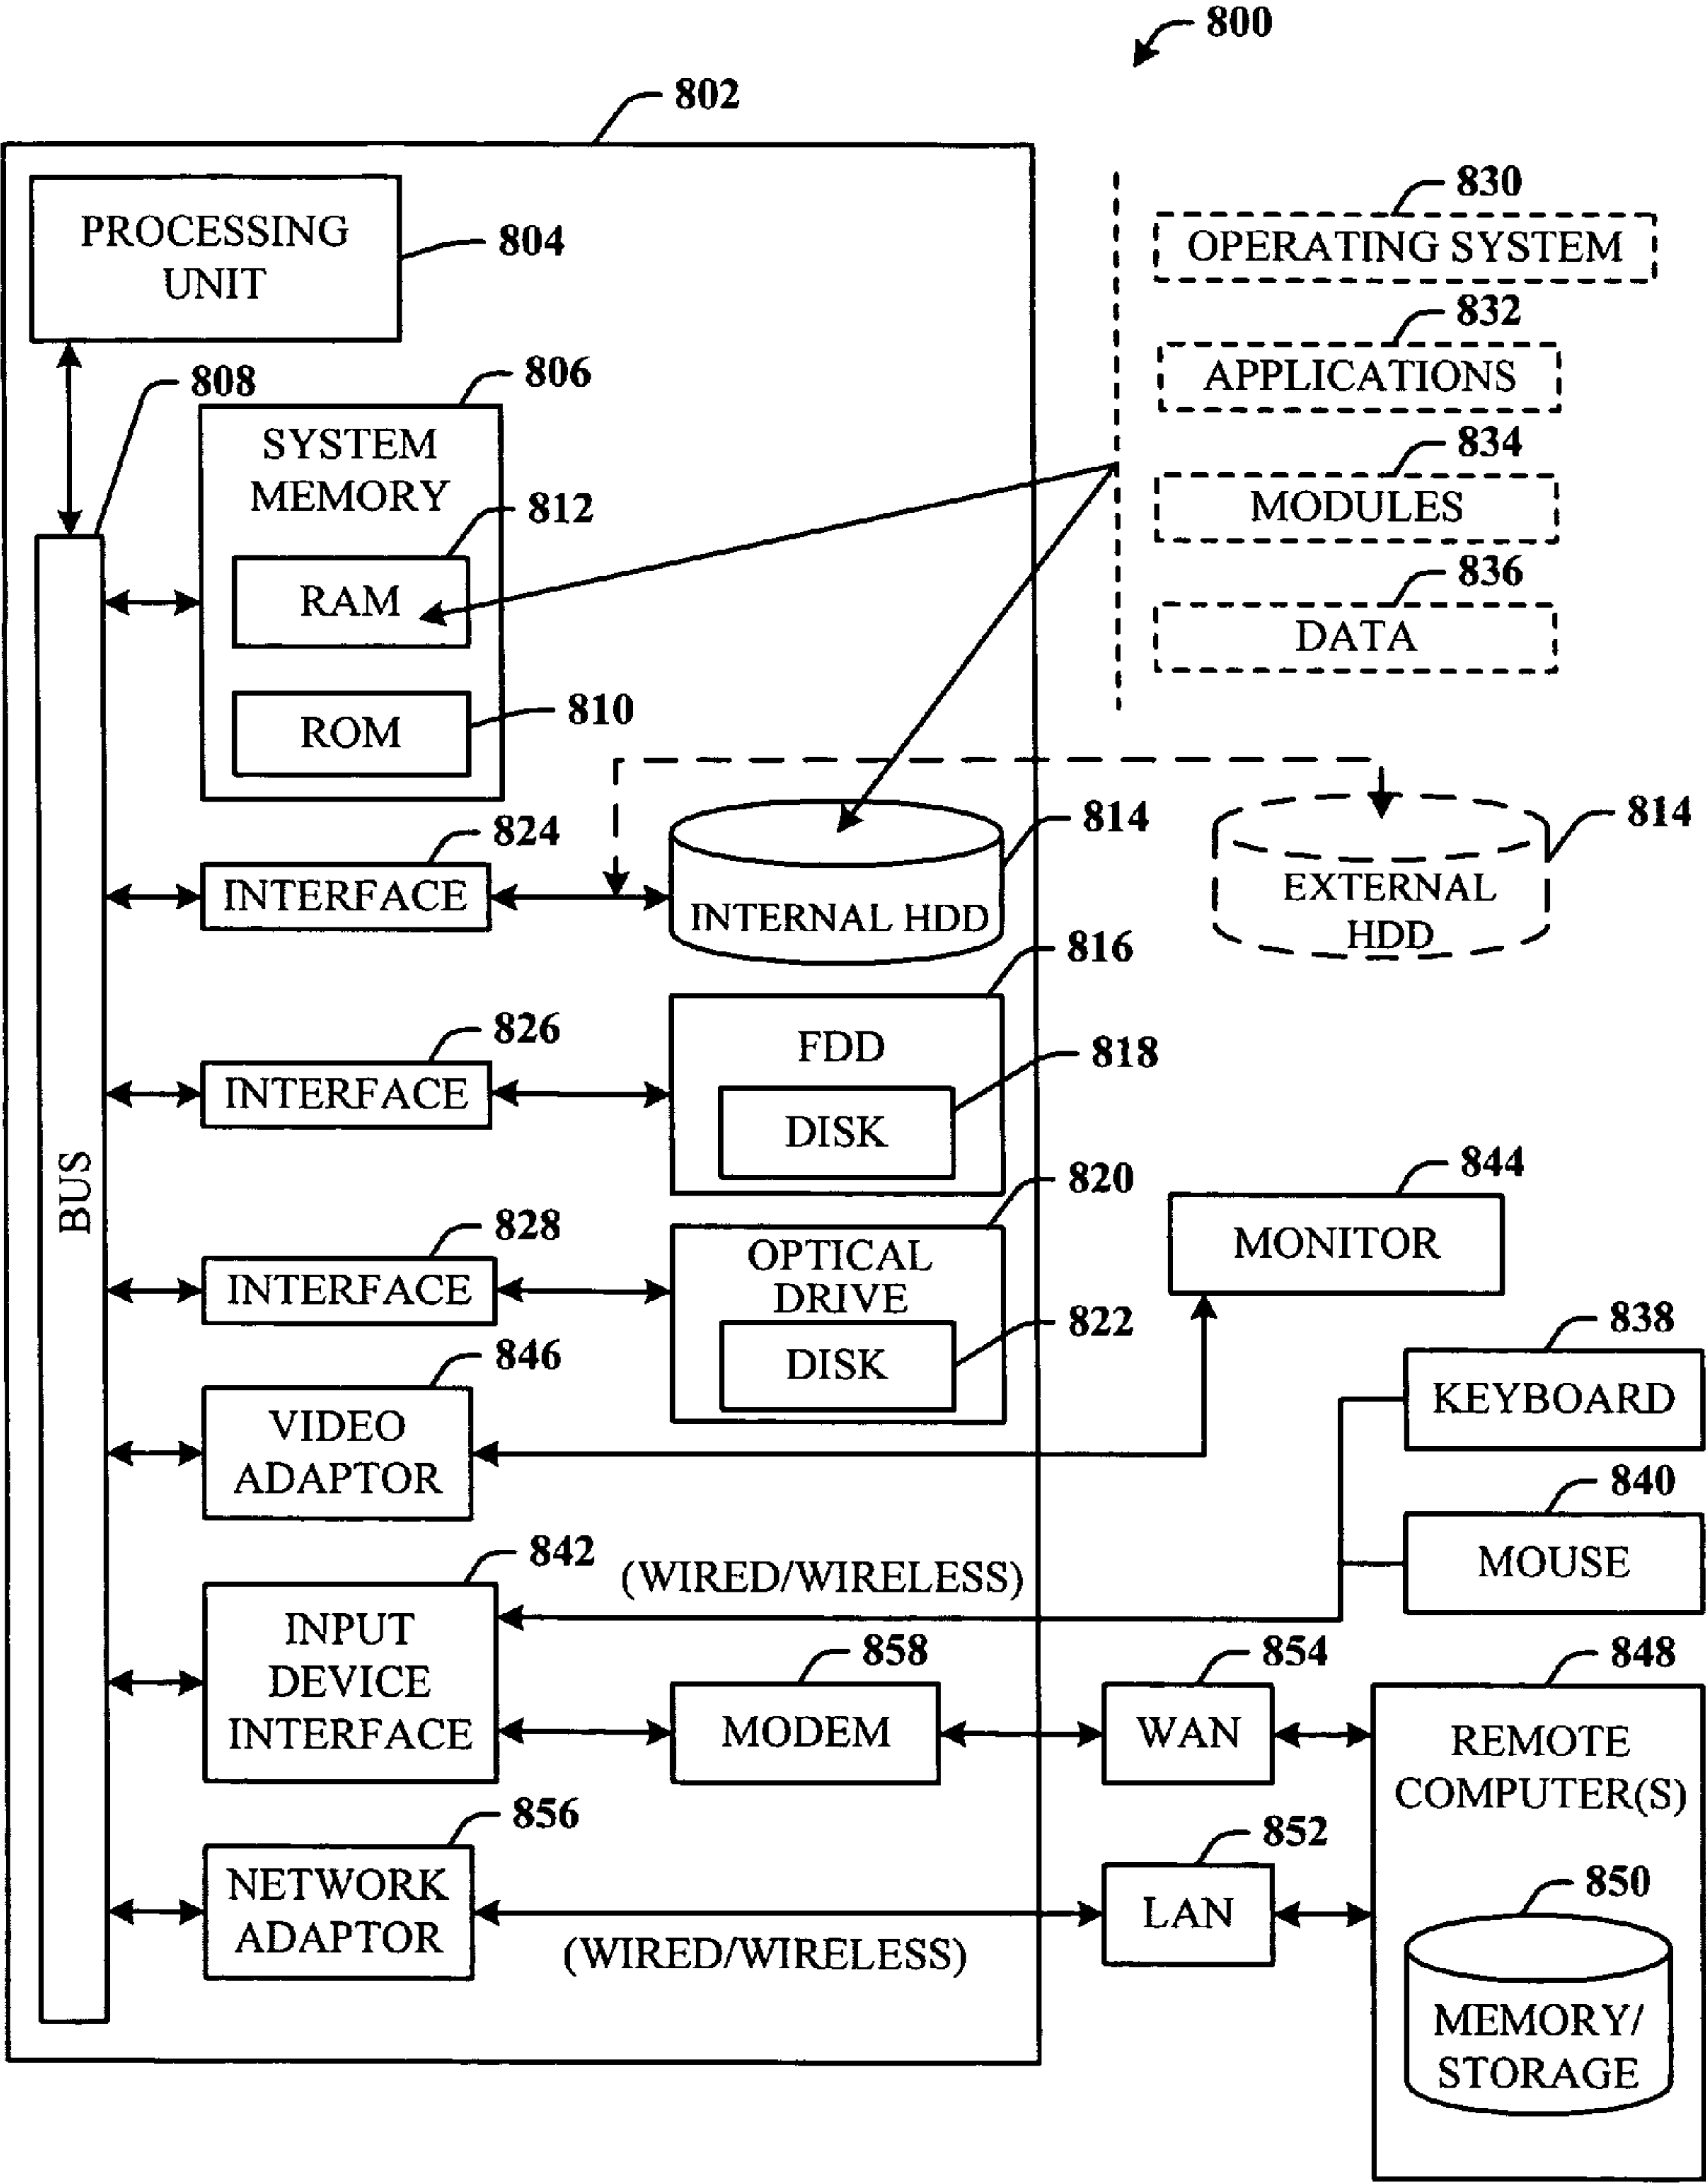 800
802
PROCESSING
UNIT
804
830
OPERATING SYSTEM
832
APPLICATIONS
834
MODULES
836
DATA
808
806
SYSTEM
MEMORY
812
RAM
ROM
810
824
INTERFACE
814
INTERNAL HDD
814
EXTERNAL
HDD
826
INTERFACE
816
FDD
818
DISK
BUS
828
INTERFACE
820
OPTICAL
DRIVE
822
DISK
844
MONITOR
846
VIDEO
ADAPTOR
838
KEYBOARD
840
MOUSE
842
(WIRED/WIRELESS)
INPUT
DEVICE
INTERFACE
858
MODEM
854
WAN
848
REMOTE
COMPUTER(S)
856
NETWORK
ADAPTOR
(WIRED/WIRELESS)
852
LAN
850
MEMORY/
STORAGE